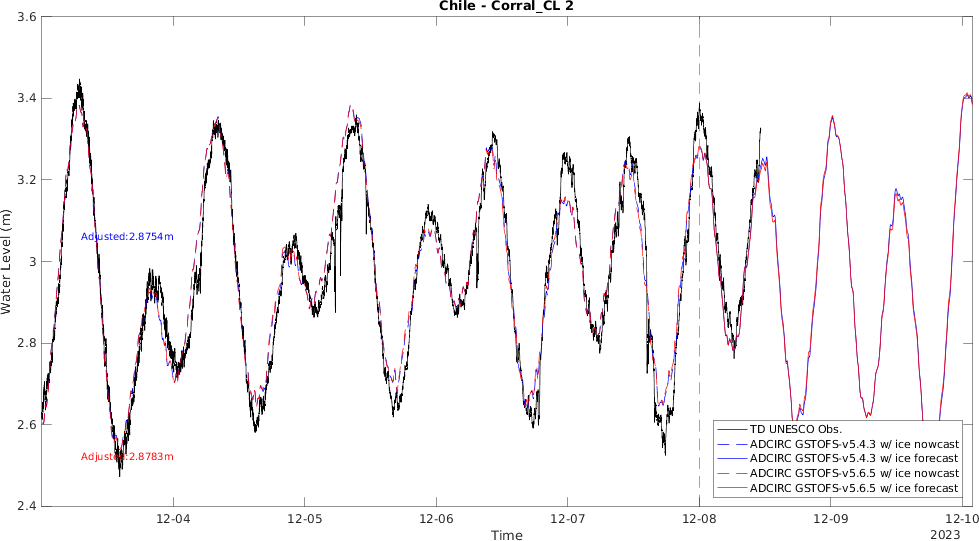 Chile - Corral_CL 2
Water Level (m)
3.6
3.4
3.2
3
2.8
2.6
2.4
Adjusted:2.8754m
Adjusted:2.8783m
TD UNESCO Obs.
ADCIRC GSTOFS-v5.4.3 w/ ice nowcast
ADCIRC GSTOFS-v5.4.3 w/ ice forecast
ADCIRC GSTOFS-v5.6.5 w/ ice nowcast
ADCIRC GSTOFS-v5.6.5 w/ ice forecast
12-04 12-05 12-06 12-07 12-08 12-09 12-10
Time
2023